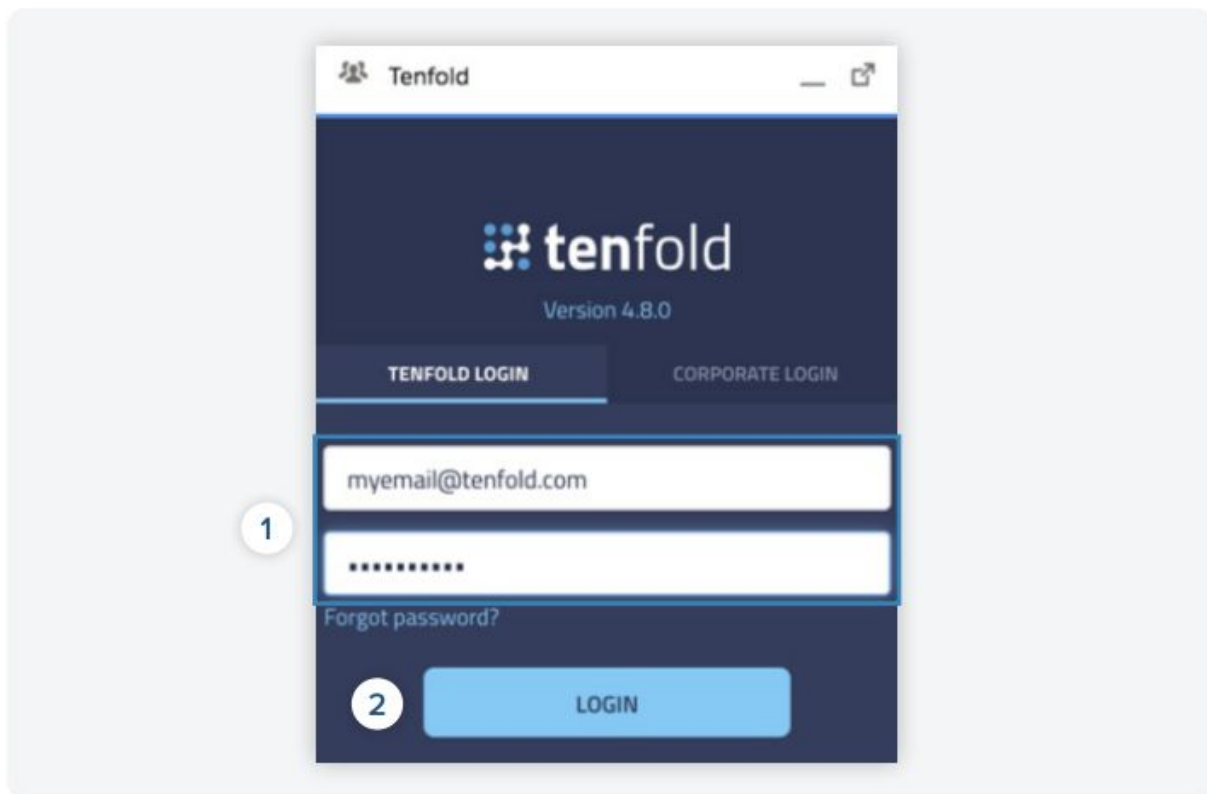 Tenfold
tenfold
Version 4.8.0
TENFOLD LOGIN CORPORATE LOGIN
myemail@tenfold.com
1
••••••••••
Forgot password?
2 LOGIN